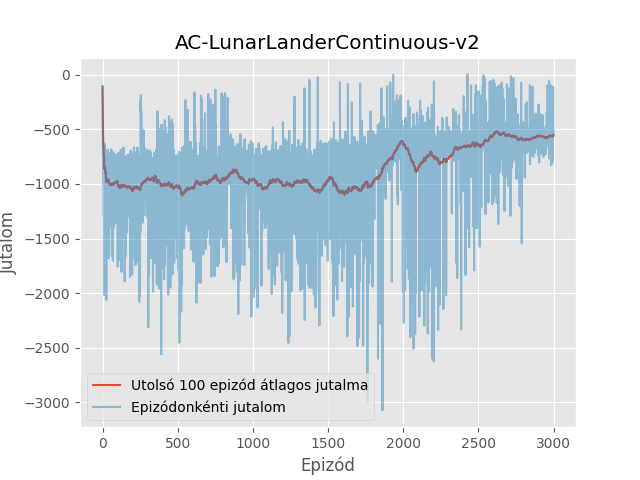 AC-LunarLanderContinuous-v2
0
−500
−1000
−1500
−2000
−2500
−3000
Jutalom
Utolsó 100 epizód átlagos jutalma
Epizódonkénti jutalom
0 500 1000 1500 2000 2500 3000
Epizód